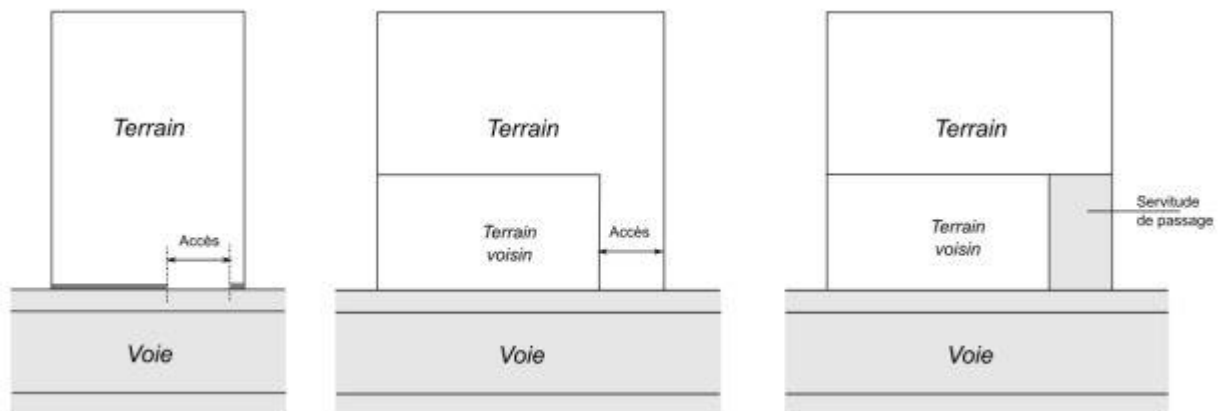 Terrain
Accès
Voie
Terrain
Terrain
voisin
Accès
Voie
Terrain
Terrain
voisin
Servitude
de passage
Voie